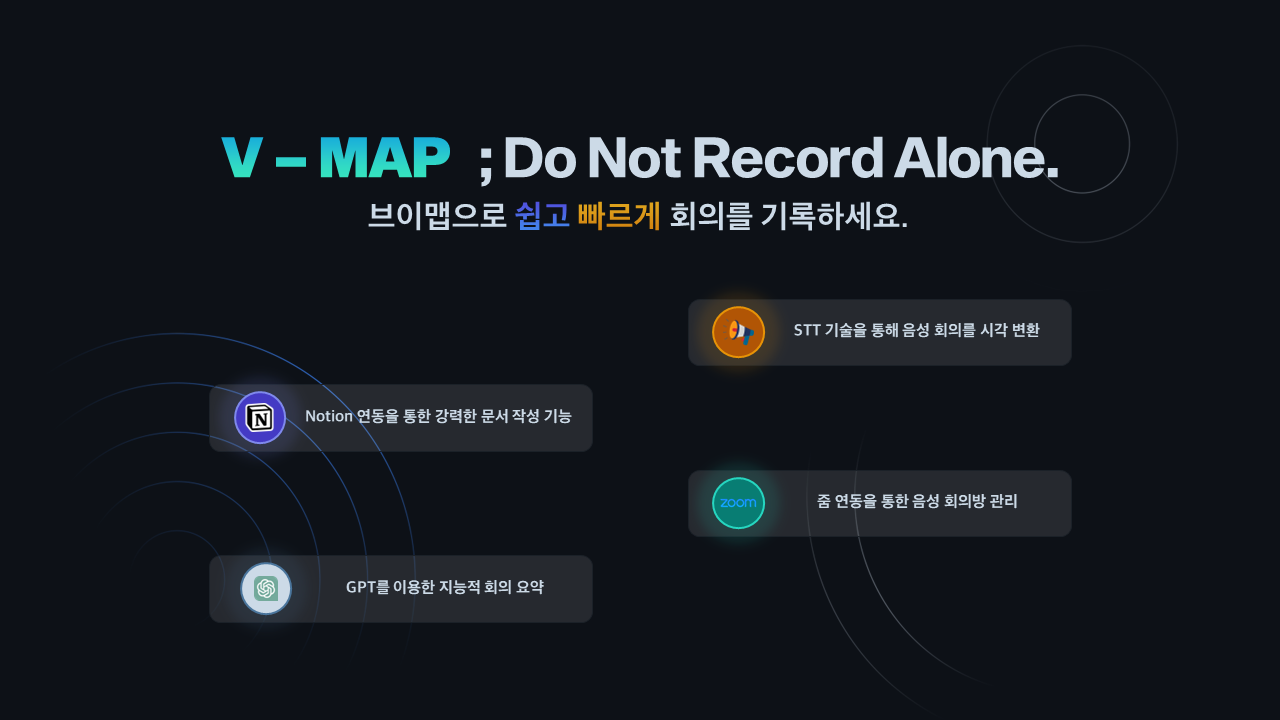 V – MAP ; Do Not Record Alone.
브이맵으로 쉽고 빠르게 회의를 기록하세요.
STT 기술을 통해 음성 회의를 시각 변환
N
Notion 연동을 통한 강력한 문서 작성 기능
zoom
줌 연동을 통한 음성 회의방 관리
GPT를 이용한 지능적 회의 요약